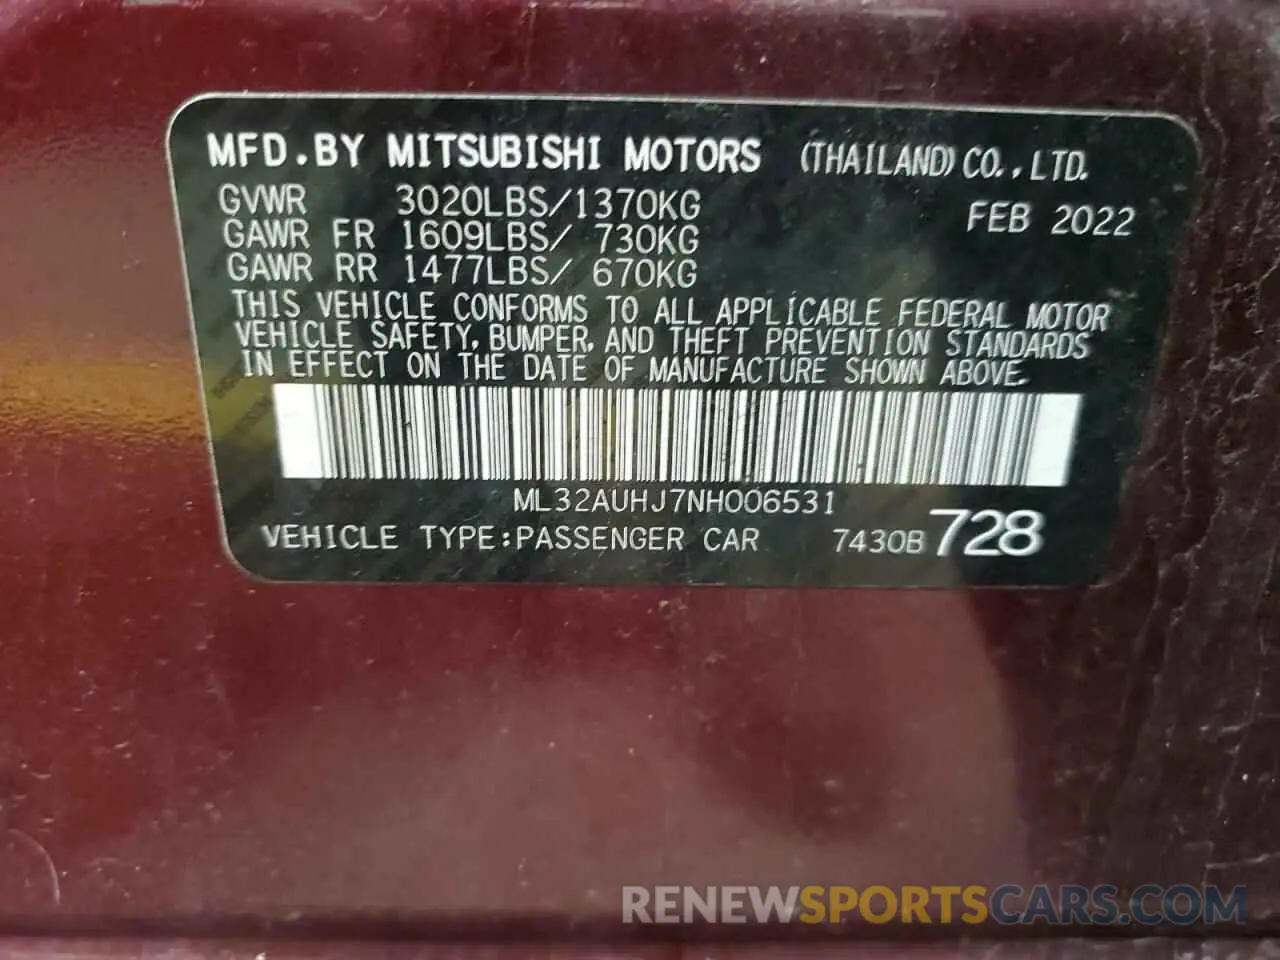 MFD.BY MITSUBISHI MOTORS (THAILAND) CO.,LTD.
GVWR 3020LBS/1370KG FEB 2022
GAWR FR 1609LBS/ 730KG
GAWR RR 1477LBS/ 670KG
THIS VEHICLE CONFORMS TO ALL APPLICABLE FEDERAL MOTOR
VEHICLE SAFETY, BUMPER, AND THEFT PREVENTION STANDARDS
IN EFFECT ON THE DATE OF MANUFACTURE SHOWN ABOVE.
ML32AUHJ7NH006531
VEHICLE TYPE:PASSENGER CAR 7430B 728
RENEWSPORTSCARS.COM